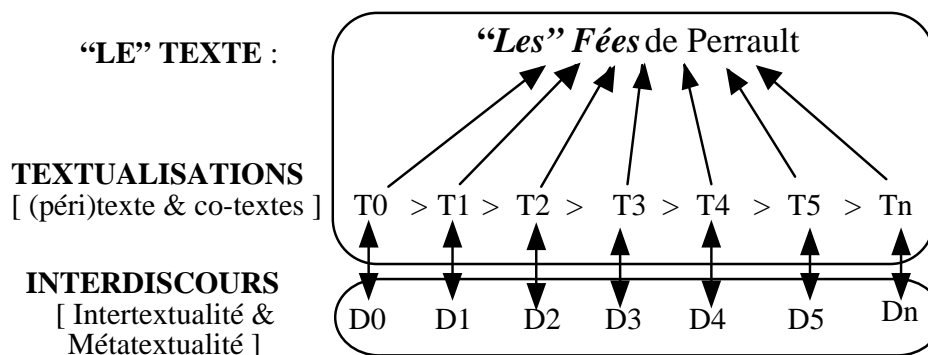 “LE” TEXTE :
“Les” Fées de Perrault
TEXTUALISATIONS
[ (péri)texte & co-textes ]
T0 > T1 > T2 > T3 > T4 > T5 > Tn
INTERDISCOURS
[ Intertextualité &
Métatextualité ]
D0 D1 D2 D3 D4 D5 Dn